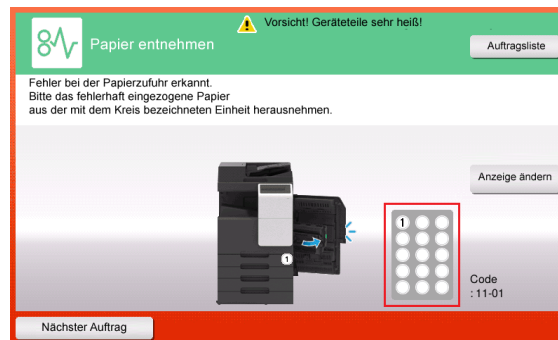 Vorsicht! Geräteteile sehr heiß!
Papier entnehmen
Auftragsliste
Fehler bei der Papierzufuhr erkannt.
Bitte das fehlerhaft eingezogene Papier
aus der mit dem Kreis bezeichneten Einheit herausnehmen.
Anzeige ändern
1
1
Code
: 11-01
Nächster Auftrag